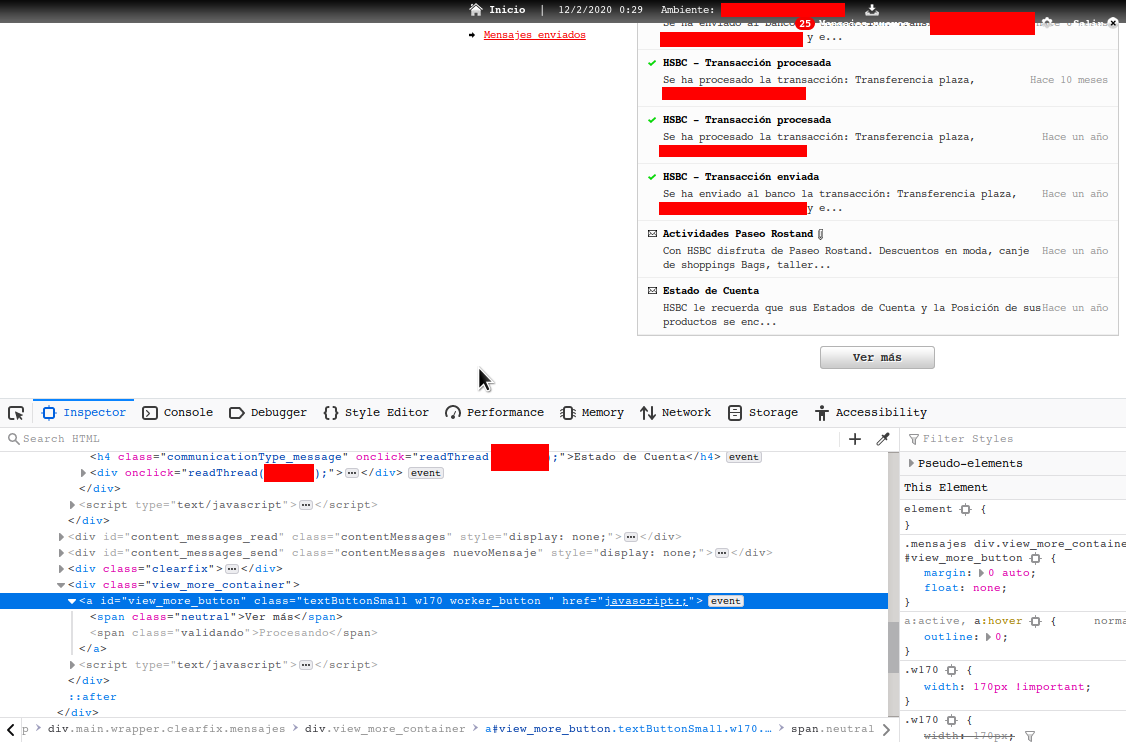 Inicio | 12/2/2020 0:29 Ambiente:
25
Salir
Mensajes enviados
Se ha enviado al banco
y e...
HSBC - Transacción procesada
Se ha procesado la transacción: Transferencia plaza, Hace 10 meses
HSBC - Transacción procesada
Se ha procesado la transacción: Transferencia plaza, Hace un año
HSBC - Transacción enviada
Se ha enviado al banco la transacción: Transferencia plaza, Hace un año
y e...
Actividades Paseo Rostand
Con HSBC disfruta de Paseo Rostand. Descuentos en moda, canje Hace un año
de shoppings Bags, taller...
Estado de Cuenta
HSBC le recuerda que sus Estados de Cuenta y la Posición de sus Hace un año
productos se enc...
Ver más
Inspector Console Debugger {} Style Editor Performance Memory Network Storage Accessibility
Search HTML
Filter Styles
<h4 class="communicationType_message" onclick="readThread );">Estado de Cuenta</h4> event
<div onclick="readThread( );">…</div> event
</div>
<script type="text/javascript">…</script>
</div>
<div id="content_messages_read" class="contentMessages" style="display: none;">…</div>
<div id="content_messages_send" class="contentMessages nuevoMensaje" style="display: none;">…</div>
<div class="clearfix">…</div>
<div class="view_more_container">
<a id="view_more_button" class="textButtonSmall w170 worker_button " href="javascript:;"> event
<span class="neutral">Ver más</span>
<span class="validando">Procesando</span>
</a>
<script type="text/javascript">…</script>
</div>
::after
</div>
p > div.main.wrapper.clearfix.mensajes > div.view_more_container > a#view_more_button.textButtonSmall.w170.… > span.neutral
Pseudo-elements
This Element
element {
}
.mensajes div.view_more_containe
#view_more_button {
margin: 0 auto;
float: none;
}
a:active, a:hover { norma
outline: 0;
}
.w170 {
width: 170px !important;
}
.w170 {
width: 170px;